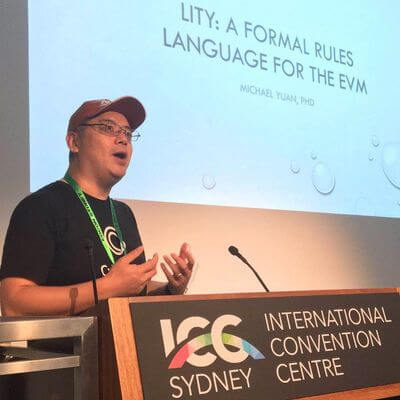 LITY: A FORMAL RULES
LANGUAGE FOR THE EVM
MICHAEL YUAN, PHD
ICC
SYDNEY
INTERNATIONAL
CONVENTION
CENTRE